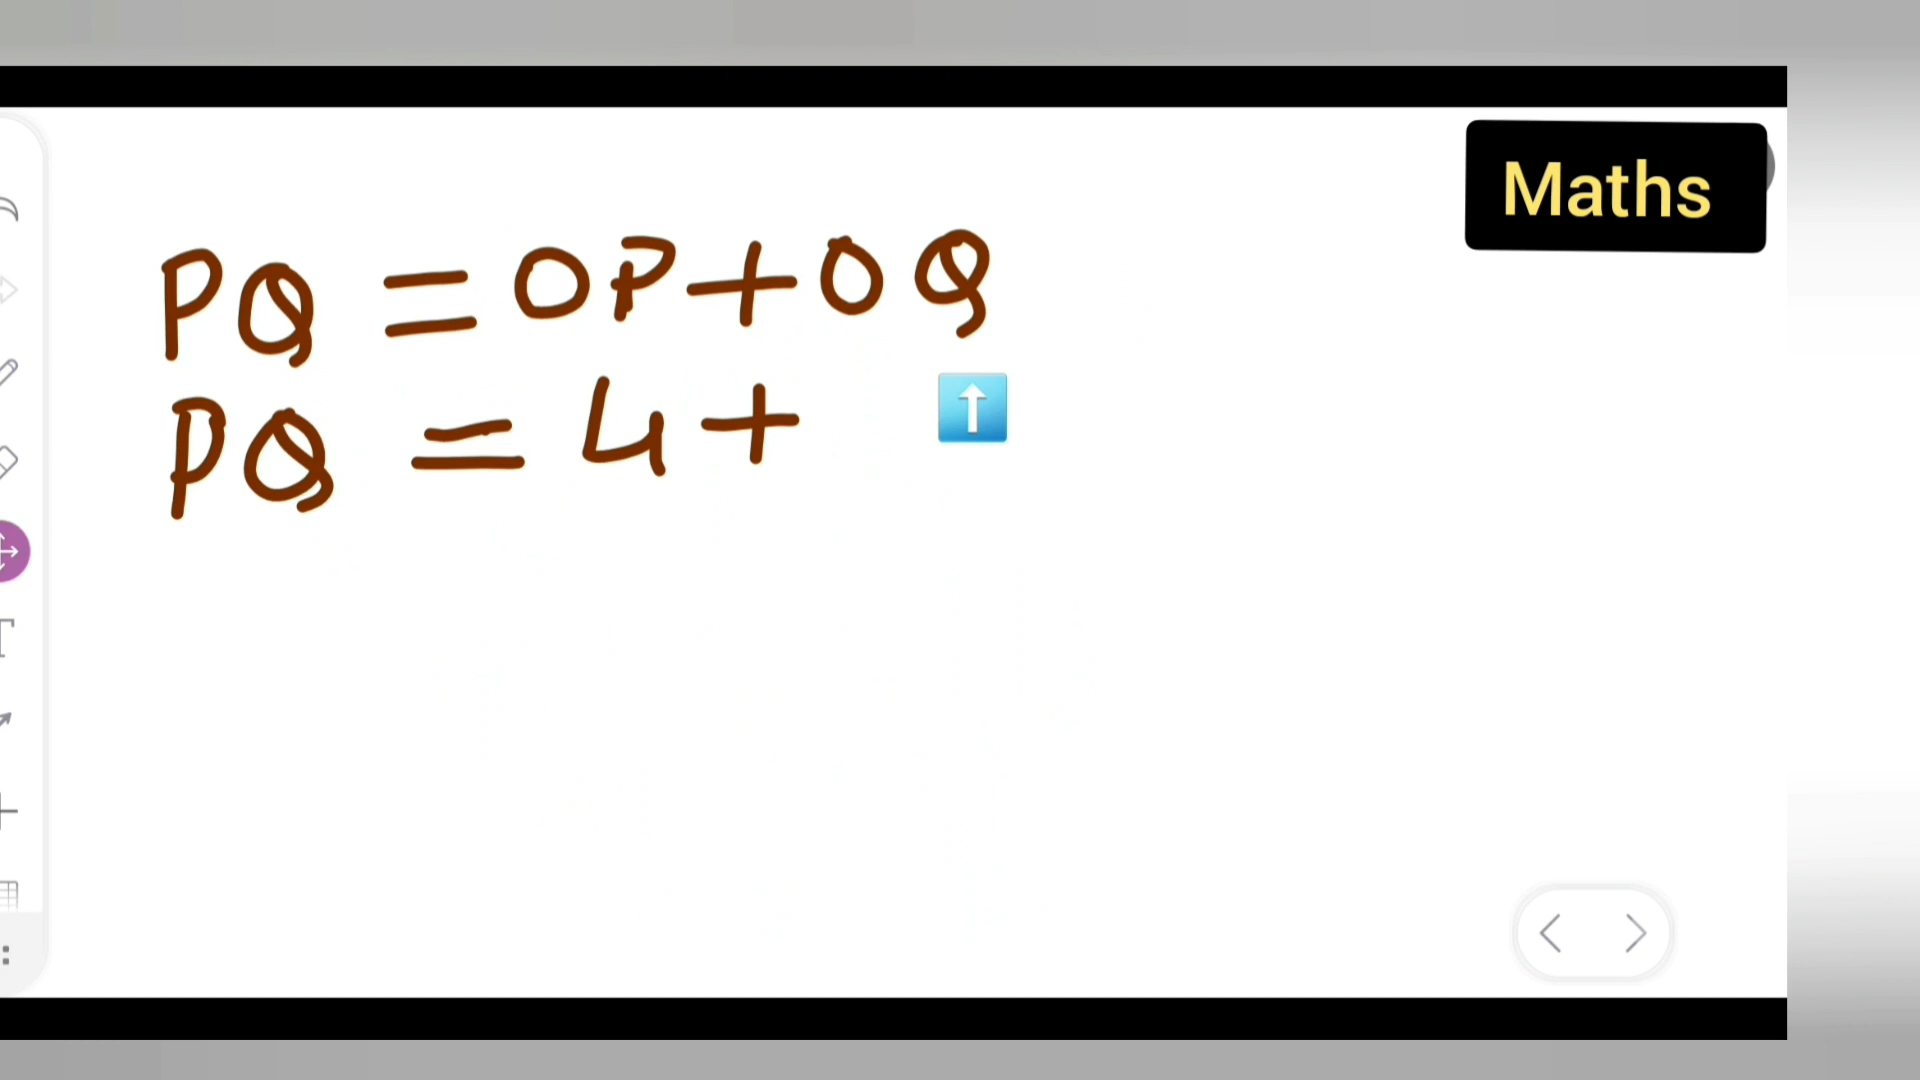 Maths
PQ = OP + OQ
PQ = 4 +